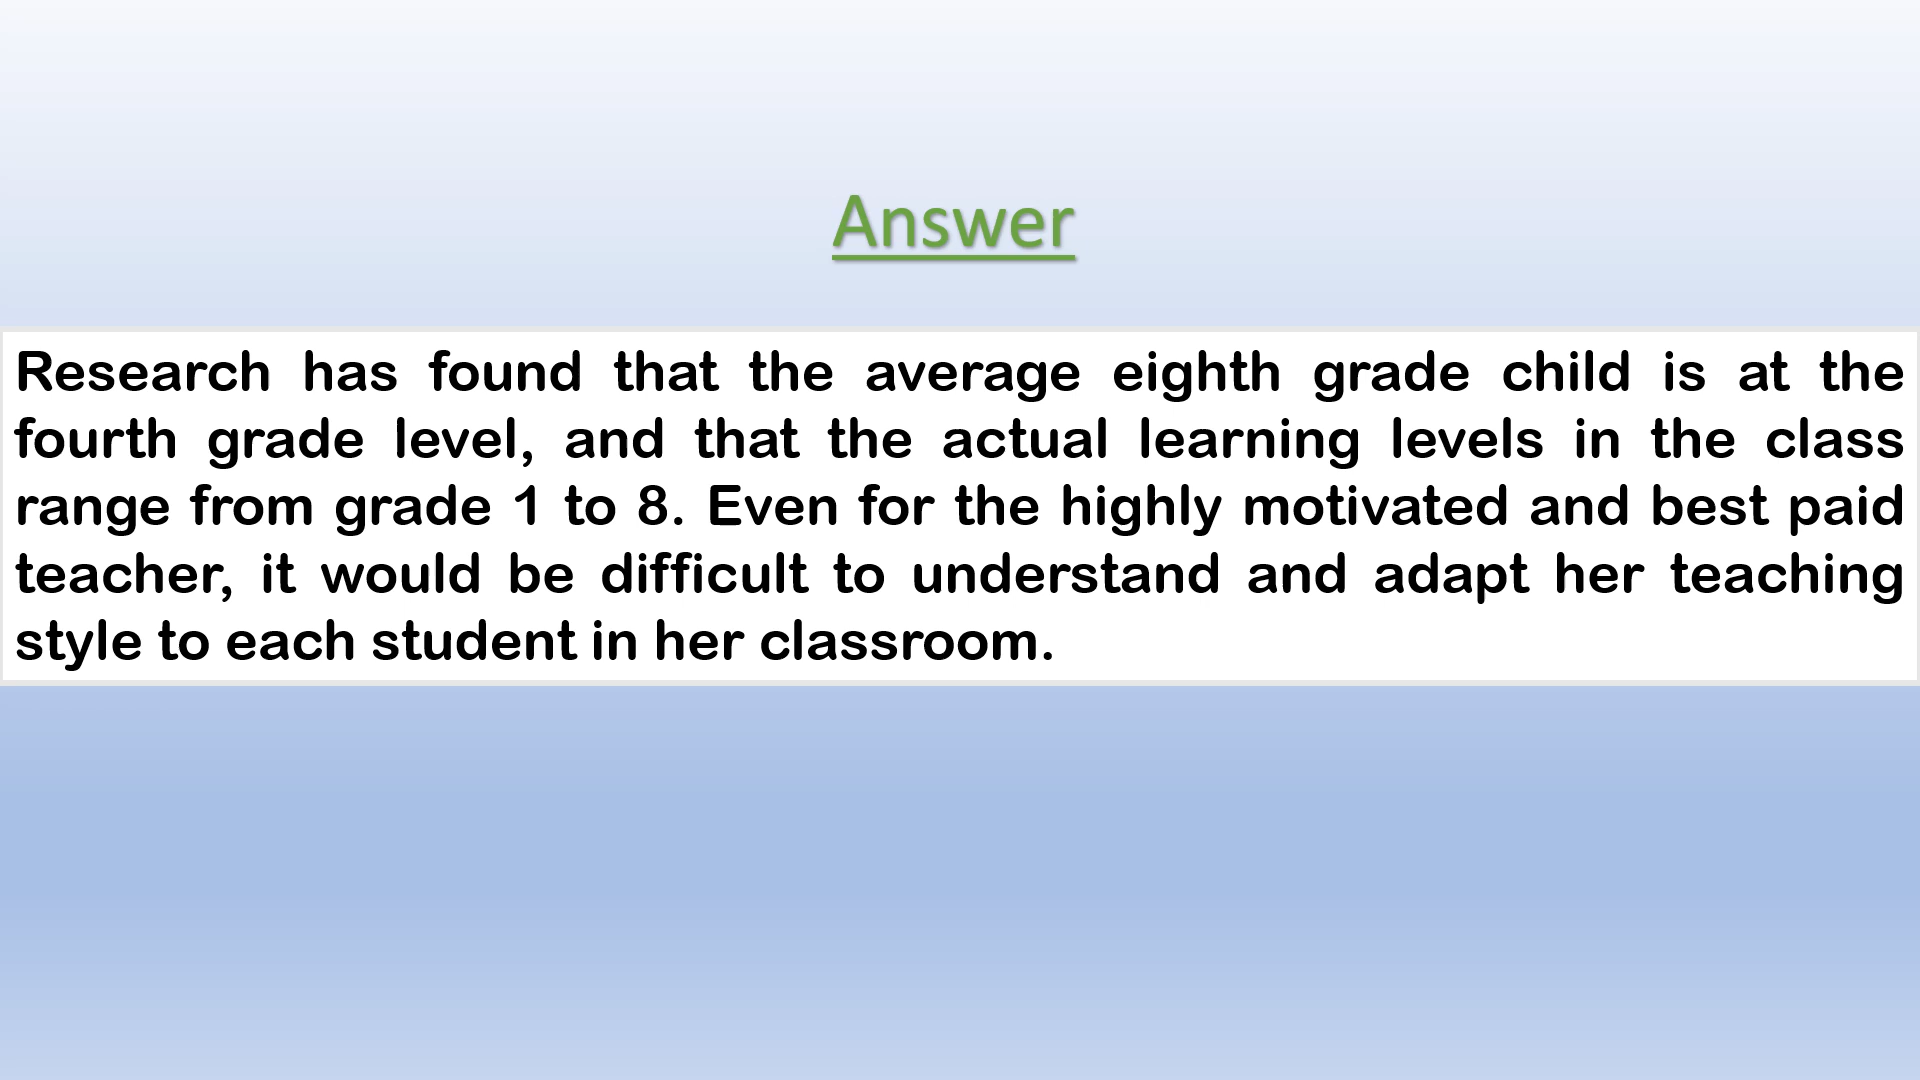 Answer
Research has found that the average eighth grade child is at the
fourth grade level, and that the actual learning levels in the class
range from grade 1 to 8. Even for the highly motivated and best paid
teacher, it would be difficult to understand and adapt her teaching
style to each student in her classroom.